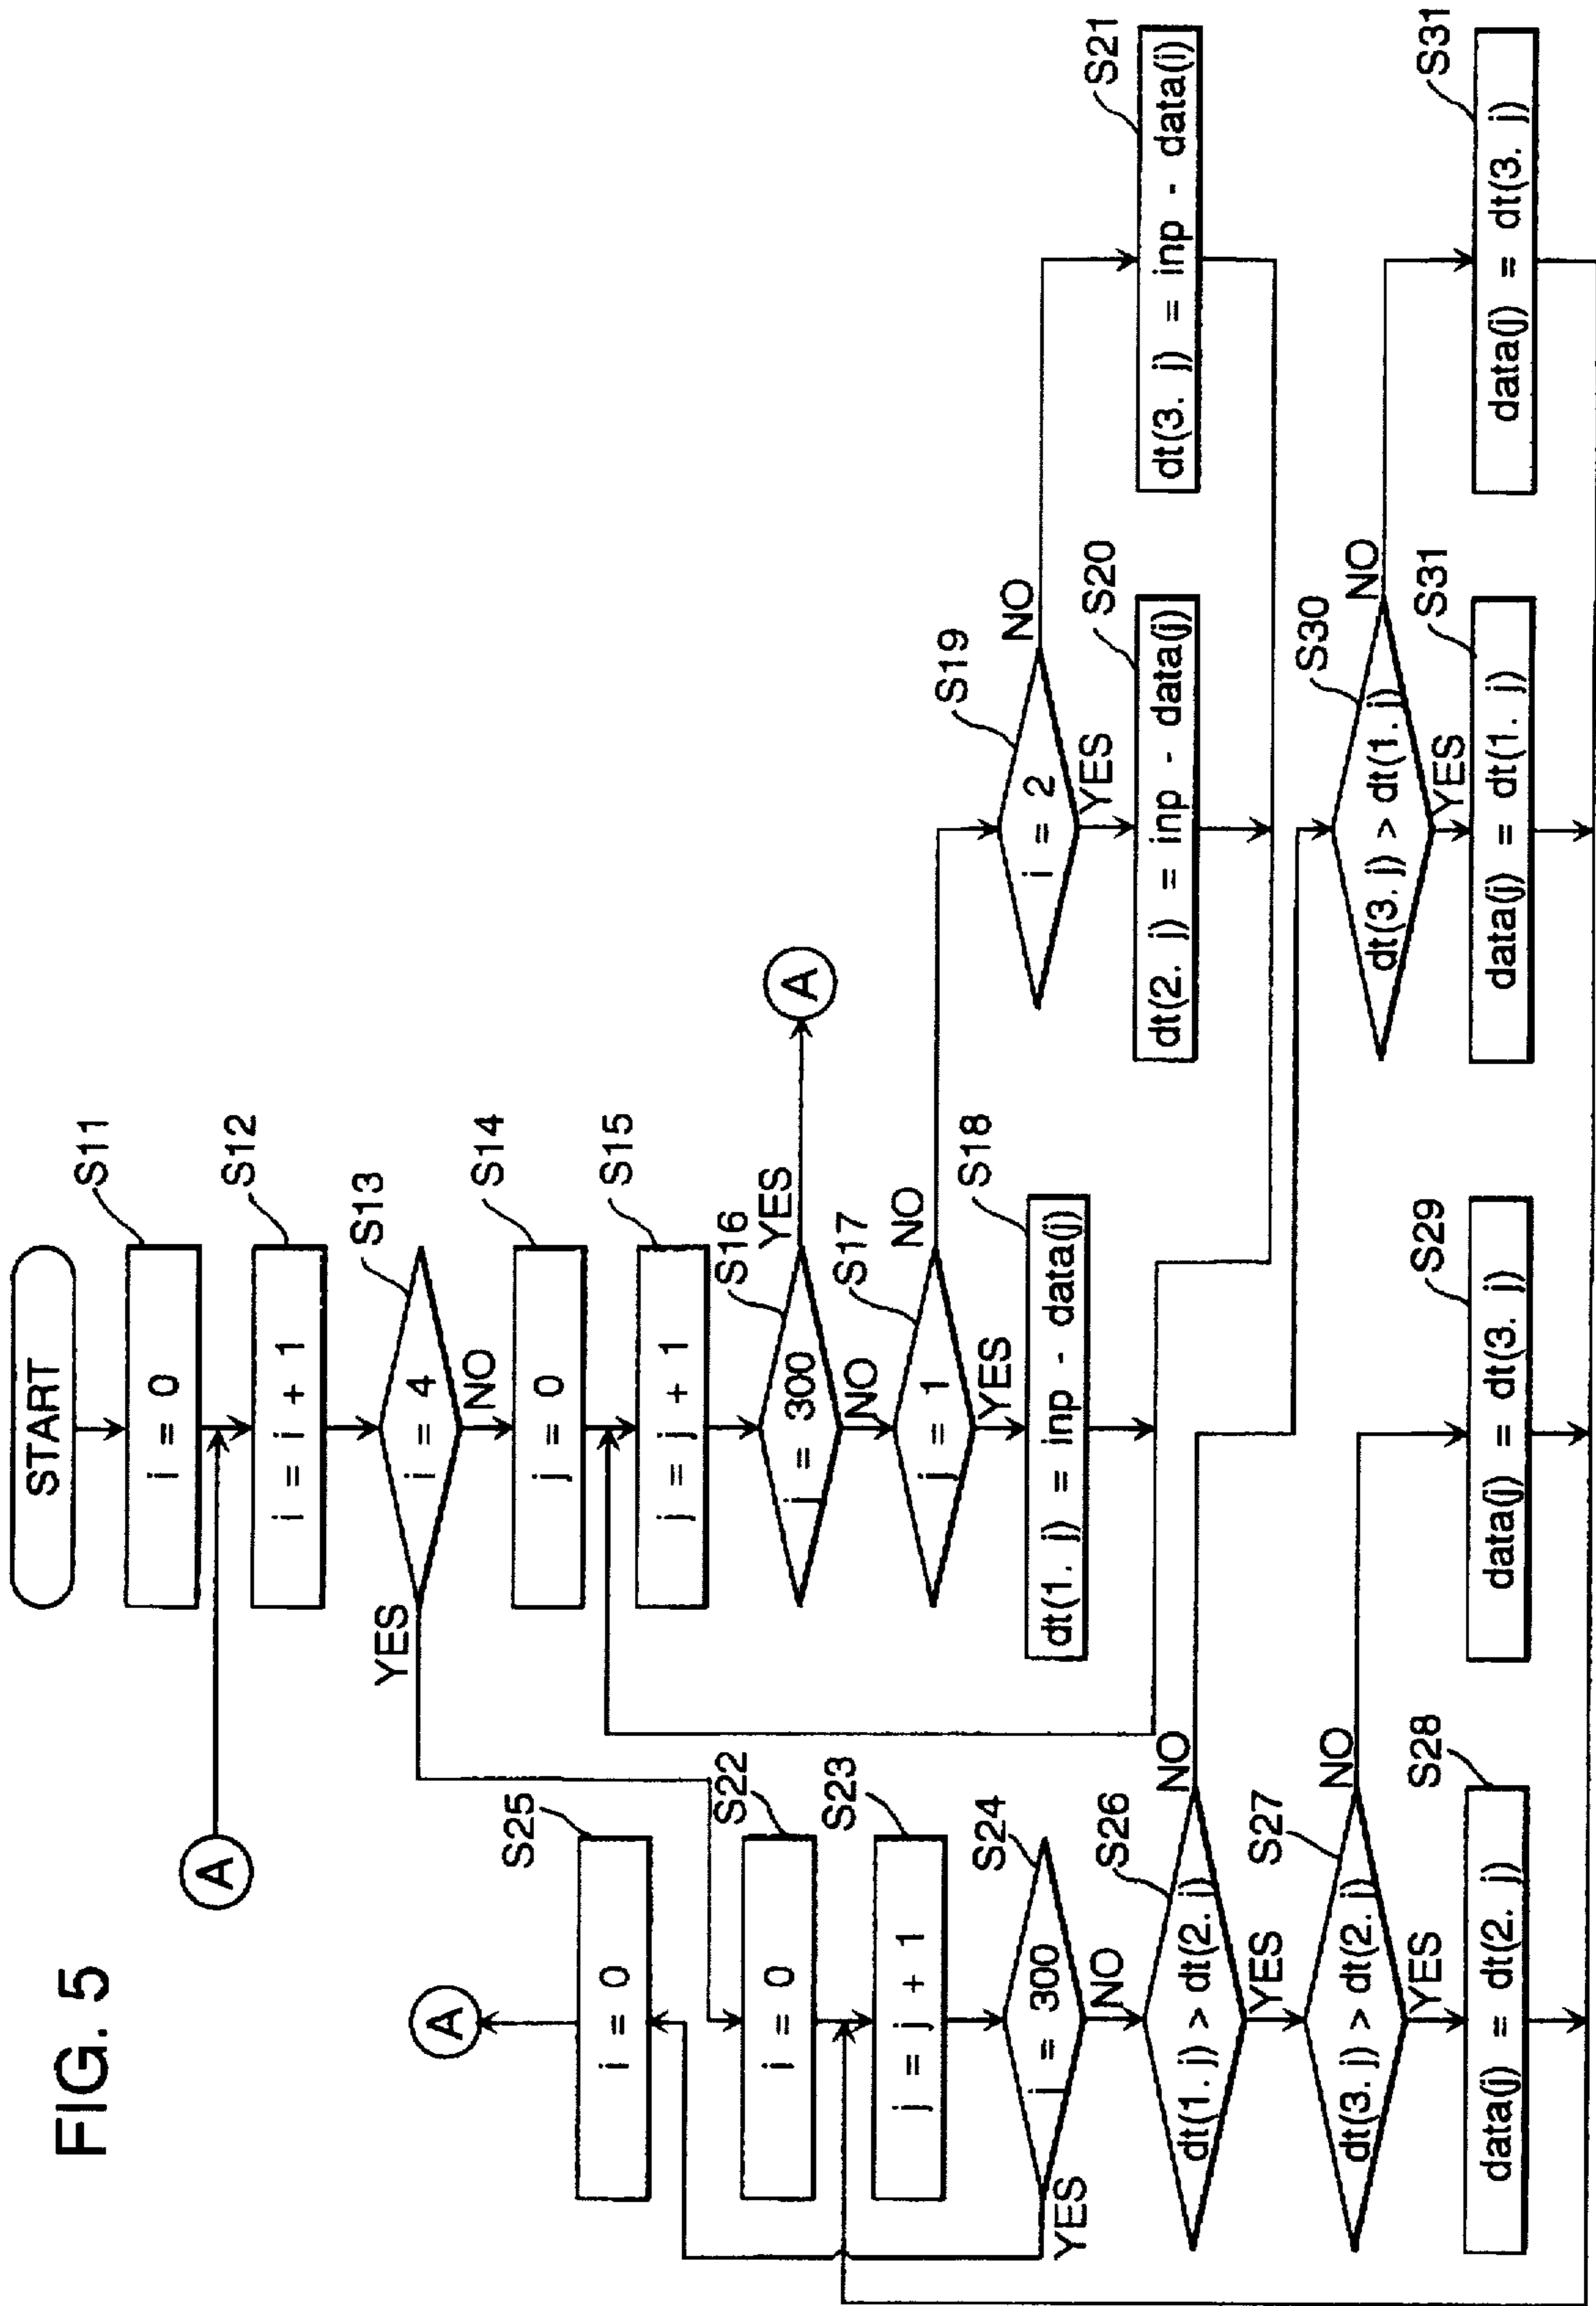 FIG. 5
START
A
i = 0
S11
i = i + 1
S12
i = 4
S13
YES
NO
j = 0
S14
j = j + 1
S15
j = 300
S16
YES
A
NO
j = 1
S17
NO
YES
dt(1. j) = inp - data(j)
S18
i = 2
S19
NO
YES
dt(2. j) = inp - data(j)
S20
dt(3. j) = inp - data(i)
S21
A
i = 0
S25
i = 0
S22
j = j + 1
S23
j = 300
S24
YES
NO
dt(1. j) > dt(2. j)
S26
NO
YES
dt(3. j) > dt(2. j)
S27
NO
YES
data(j) = dt(2. j)
S28
data(j) = dt(3. j)
S29
dt(3. j) > dt(1. j)
S30
NO
YES
data(j) = dt(1. j)
S31
data(j) = dt(3. j)
S31